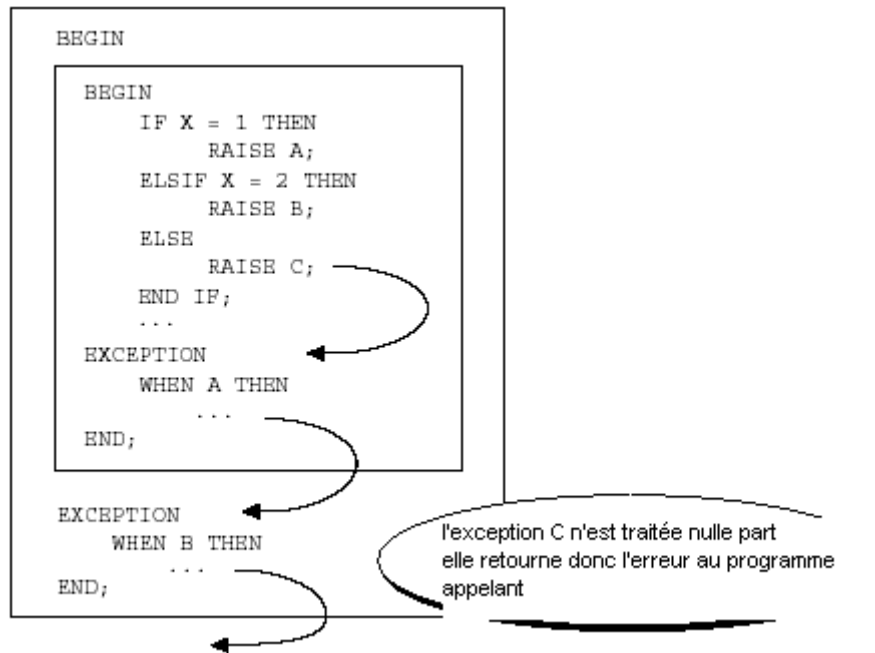 BEGIN
BEGIN
IF X = 1 THEN
RAISE A;
ELSIF X = 2 THEN
RAISE B;
ELSE
RAISE C;
END IF;
...
EXCEPTION
WHEN A THEN
...
END;
EXCEPTION
WHEN B THEN
...
END;
l'exception C n'est traitée nulle part
elle retourne donc l'erreur au programme
appelant